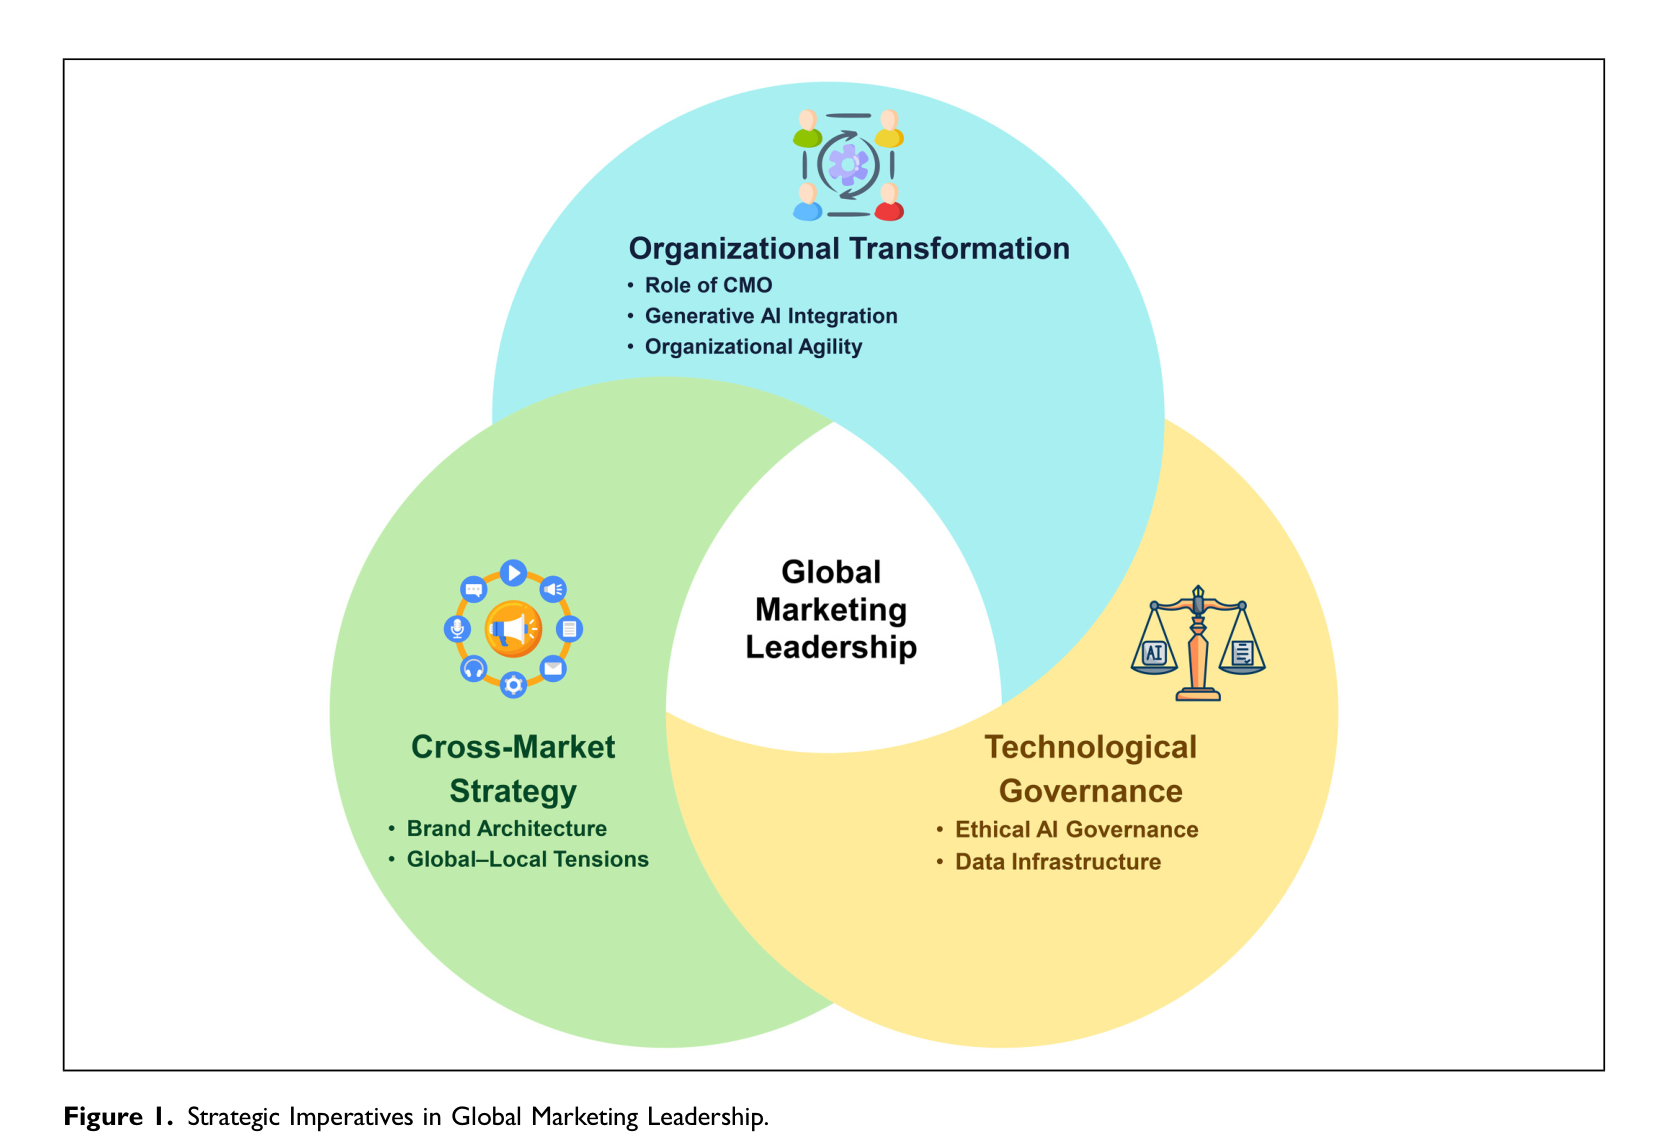 Organizational Transformation
• Role of CMO
• Generative AI Integration
• Organizational Agility
Global
Marketing
Leadership
AI
Cross-Market
Strategy
• Brand Architecture
• Global–Local Tensions
Technological
Governance
• Ethical AI Governance
• Data Infrastructure
Figure 1. Strategic Imperatives in Global Marketing Leadership.